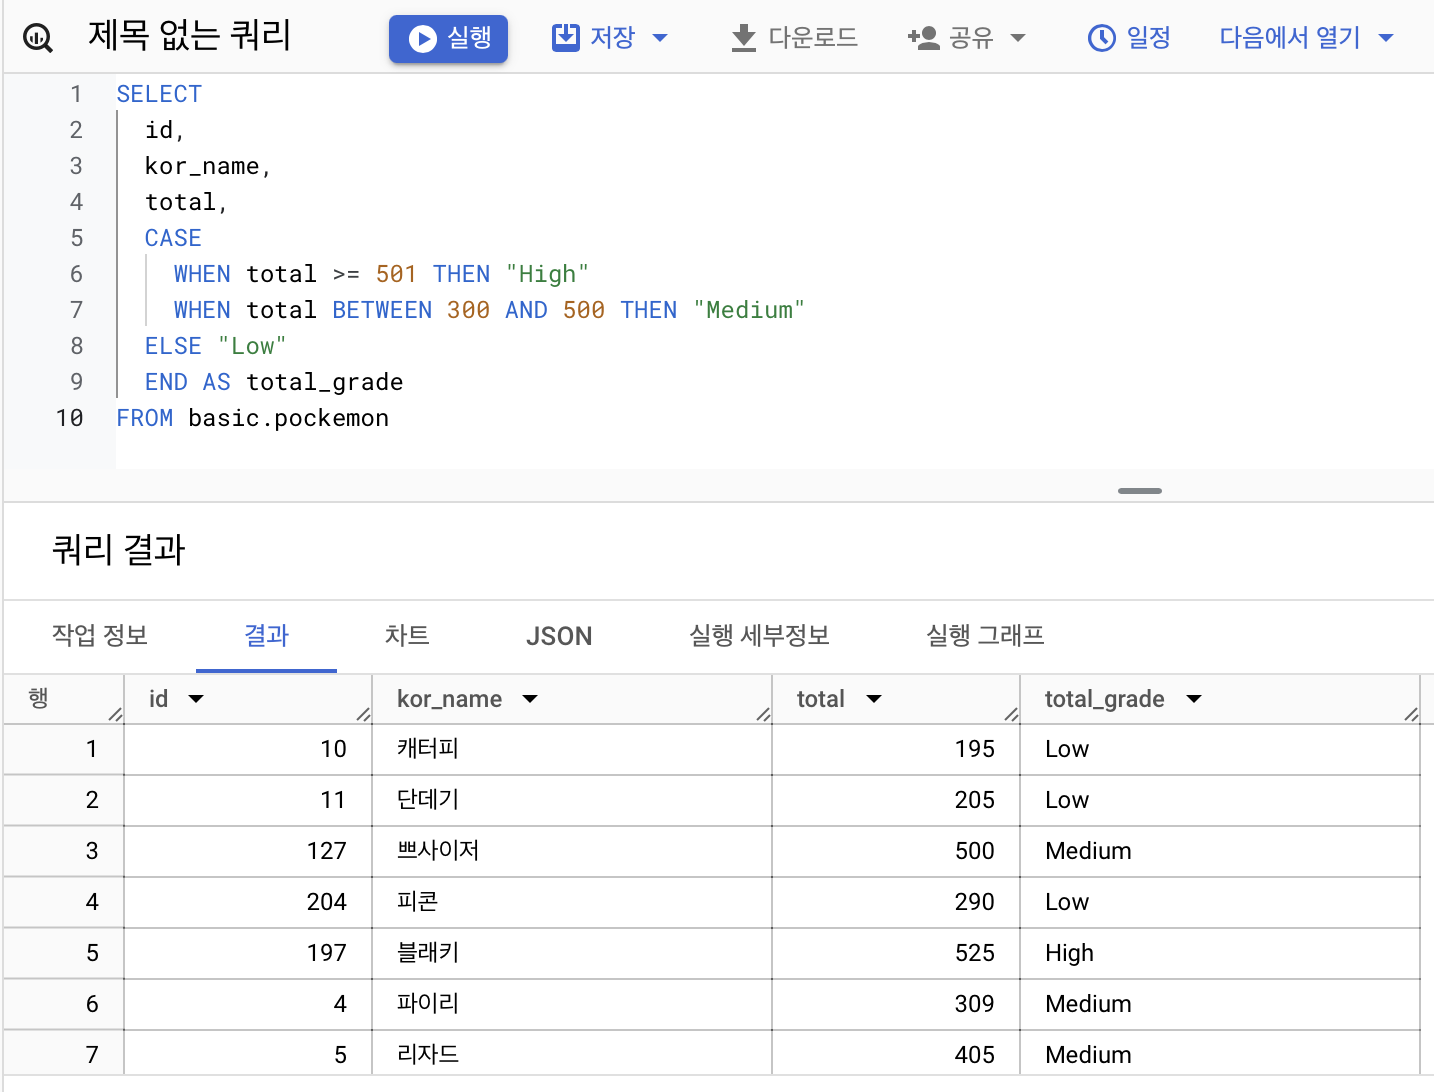 제목 없는 쿼리 실행 저장 다운로드 공유 일정 다음에서 열기
1 SELECT
2 id,
3 kor_name,
4 total,
5 CASE
6 WHEN total >= 501 THEN "High"
7 WHEN total BETWEEN 300 AND 500 THEN "Medium"
8 ELSE "Low"
9 END AS total_grade
10 FROM basic.pockemon
쿼리 결과
작업 정보 결과 차트 JSON 실행 세부정보 실행 그래프
행 id kor_name total total_grade
1 10 캐터피 195 Low
2 11 단데기 205 Low
3 127 쁘사이저 500 Medium
4 204 피콘 290 Low
5 197 블래키 525 High
6 4 파이리 309 Medium
7 5 리자드 405 Medium